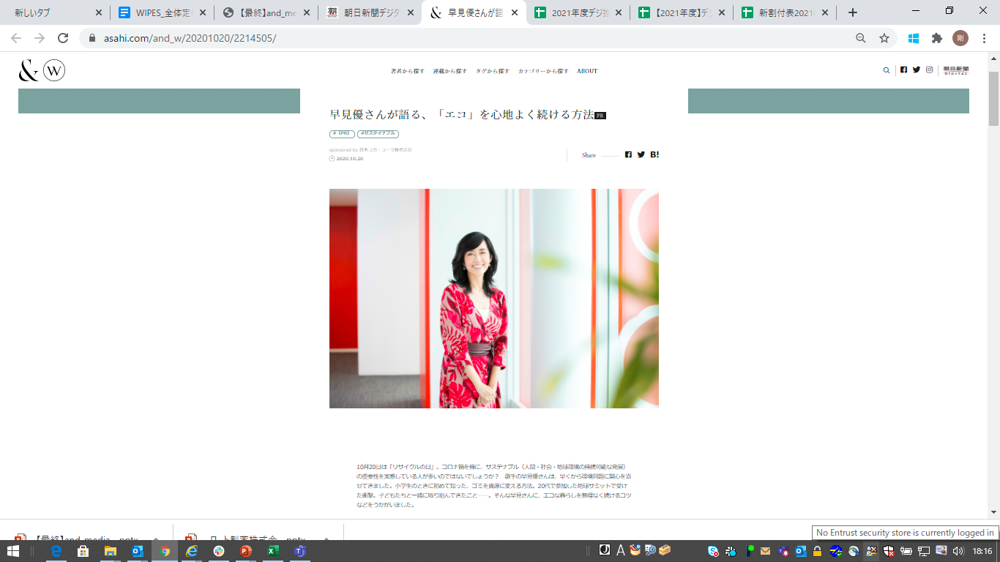 新しいタブ
WIPES_全体定
【最終】and_me
朝日新聞デジタ
早見優さんが語
2021年度デジ推
【2021年度】デジ
新割付表2021
asahi.com/and_w/20201020/2214505/
剛
& w
著者から探す 連載から探す タグから探す カテゴリーから探す ABOUT
朝日新聞
DIGITAL
早見優さんが語る、「エコ」を心地よく続ける方法 PR
#【PR】 #サステイナブル
sponsored by 日本コカ・コーラ株式会社
2020.10.20
Share B!
10月20日は「リサイクルの日」。コロナ禍を機に、サステナブル（人間・社会・地球環境の持続可能な発展）
の重要性を実感している人が多いのではないでしょうか？　歌手の早見優さんは、早くから環境問題に関心を寄
せてきました。小学生のときに初めて知った、ゴミを資源に変える方法。20代で参加した地球サミットで受け
た衝撃。子どもたちと一緒に取り組んできたこと――。そんな早見さんに、エコな暮らしを無理なく続けるコツ
などをうかがいました。
【最終】and_media....pptx
ト製薬株式会....pptx
No Entrust security store is currently logged in
A
18:16